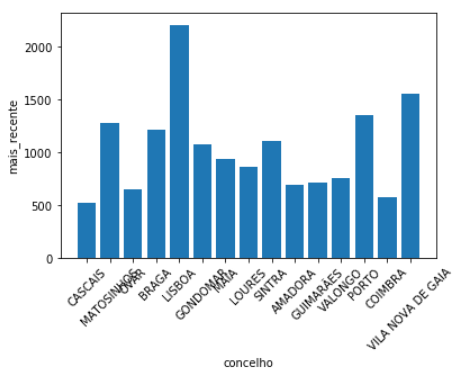 2000
1500
1000
500
0
mais_recente
CASCAIS
MATOSINHOS
OVAR
BRAGA
LISBOA
GONDOMAR
MAIA
LOURES
SINTRA
AMADORA
GUIMARÃES
VALONGO
PORTO
COIMBRA
VILA NOVA DE GAIA
concelho